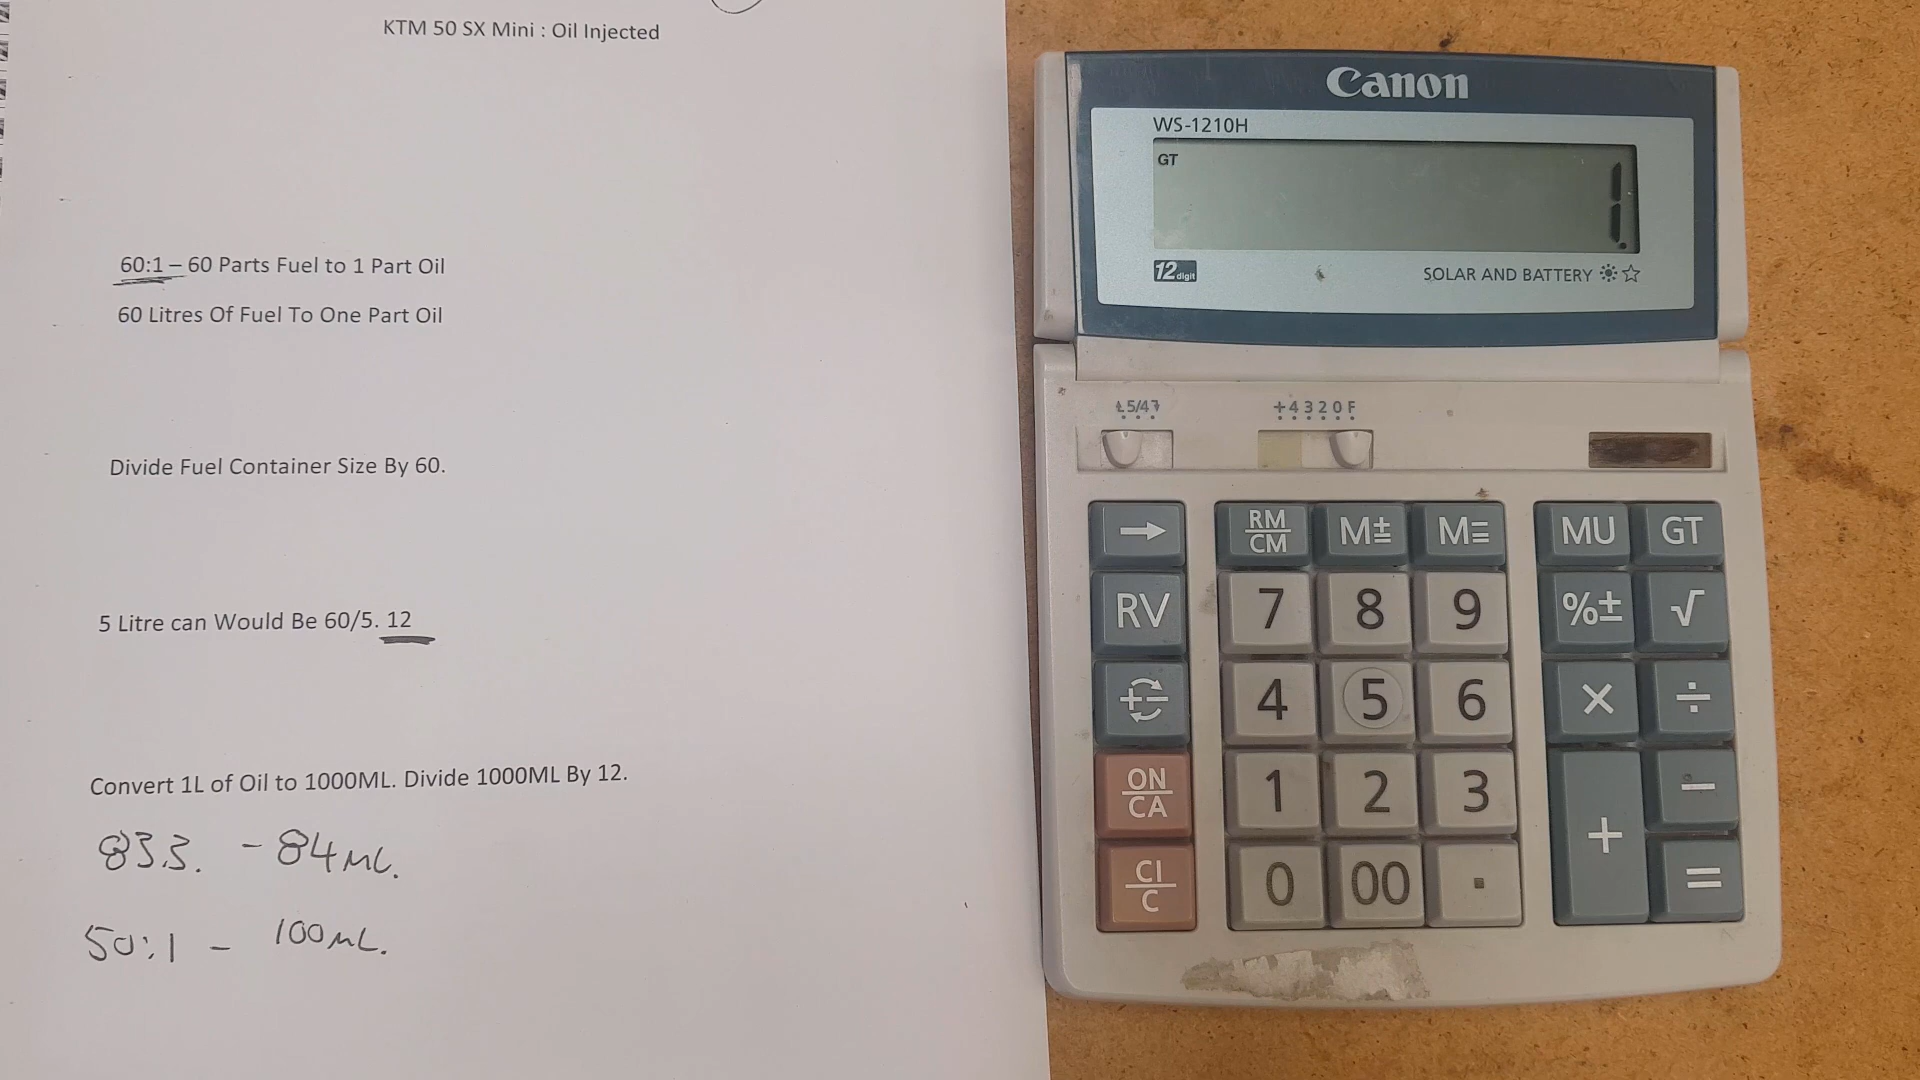 KTM 50 SX Mini : Oil Injected
60:1 – 60 Parts Fuel to 1 Part Oil
60 Litres Of Fuel To One Part Oil
Divide Fuel Container Size By 60.
5 Litre can Would Be 60/5. 12
Convert 1L of Oil to 1000ML. Divide 1000ML By 12.
83.3. - 84ML.
50:1 - 100ML.
Canon
WS-1210H
GT
1.
12 digit
SOLAR AND BATTERY
5/4
+4320F
→ RM/CM M± M= MU GT
RV 7 8 9 %± √
+- 4 5 6 × ÷
ON/CA 1 2 3 + −
CI/C 0 00 . =